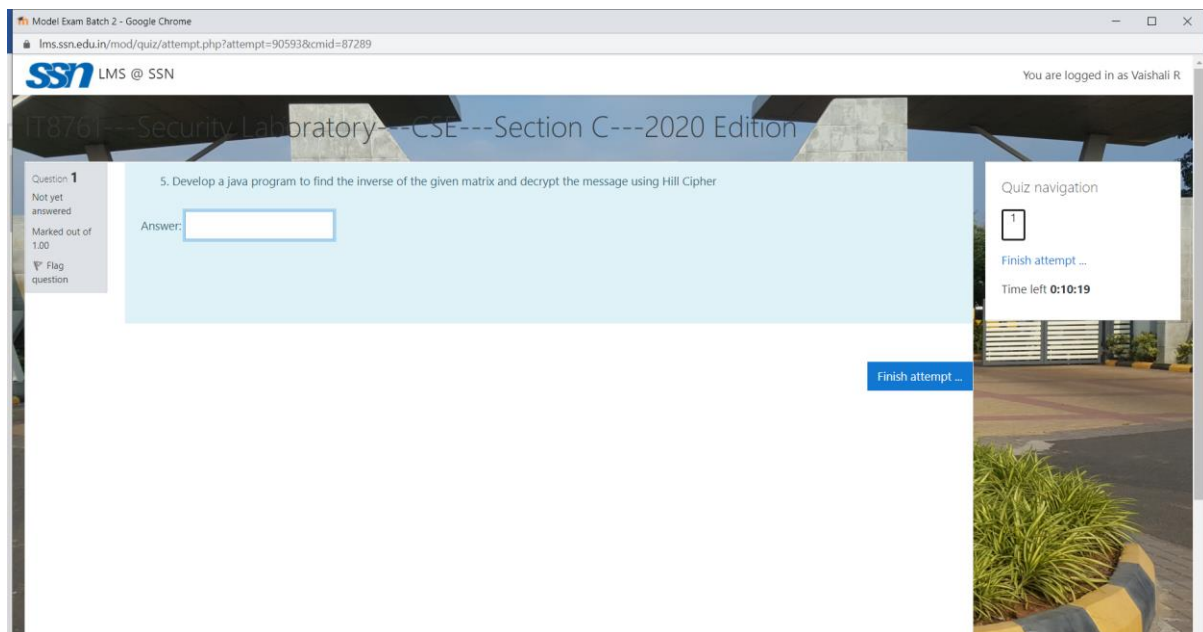 Model Exam Batch 2 - Google Chrome
lms.ssn.edu.in/mod/quiz/attempt.php?attempt=90593&cmid=87289
ssn LMS @ SSN
You are logged in as Vaishali R
IT8761---Security Laboratory---CSE---Section C---2020 Edition
Question 1
Not yet
answered
Marked out of
1.00
Flag
question
5. Develop a java program to find the inverse of the given matrix and decrypt the message using Hill Cipher
Answer:
Quiz navigation
1
Finish attempt ...
Time left 0:10:19
Finish attempt ...